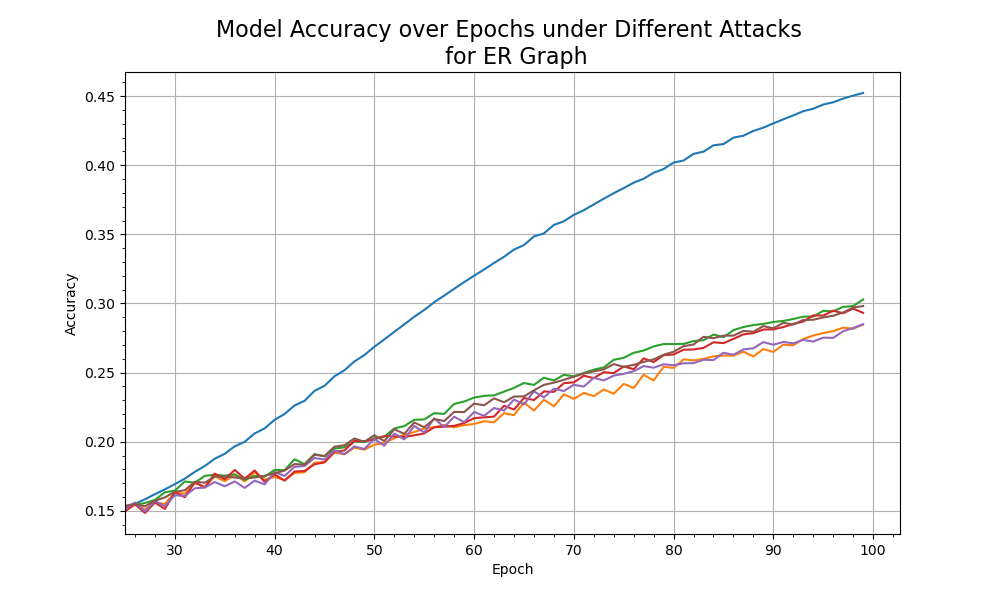 Model Accuracy over Epochs under Different Attacks
for ER Graph
Accuracy
0.45
0.40
0.35
0.30
0.25
0.20
0.15
30 40 50 60 70 80 90 100
Epoch